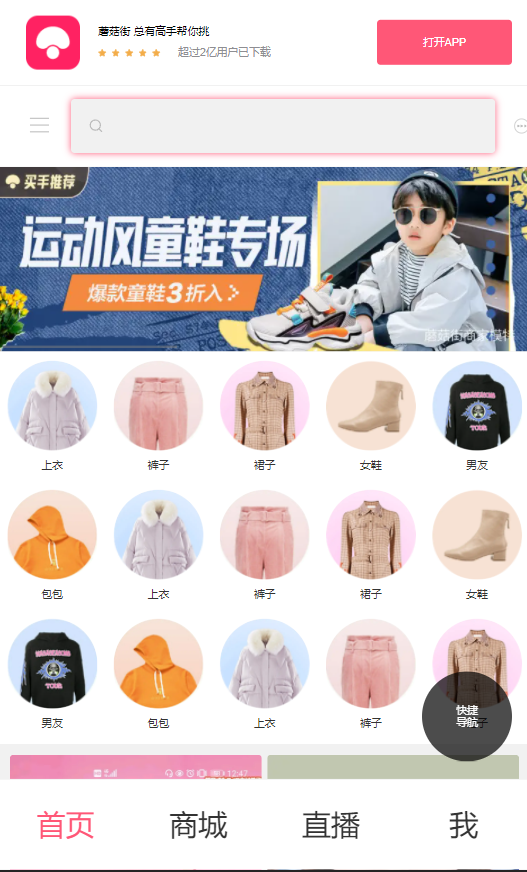 蘑菇街 总有高手帮你挑
超过2亿用户已下载
打开APP
买手推荐
运动风童鞋专场
爆款童鞋3折入
蘑菇街商家模特
上衣
裤子
裙子
女鞋
男友
包包
上衣
裤子
裙子
女鞋
男友
包包
上衣
裤子
子
快捷
导航
12:47
首页
商城
直播
我